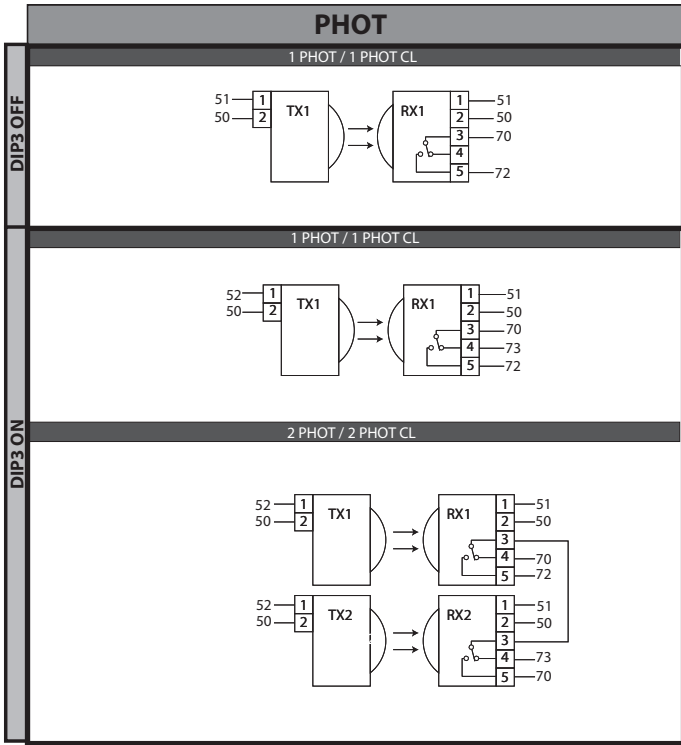 PHOT
DIP3 OFF
1 PHOT / 1 PHOT CL
51 1 TX1 RX1 1 51
50 2 2 50
3 70
4
5 72
DIP3 ON
1 PHOT / 1 PHOT CL
52 1 TX1 RX1 1 51
50 2 2 50
3 70
4 73
5 72
2 PHOT / 2 PHOT CL
52 1 TX1 RX1 1 51
50 2 2 50
3
4 70
5 72
52 1 TX2 RX2 1 51
50 2 2 50
3
4 73
5 70